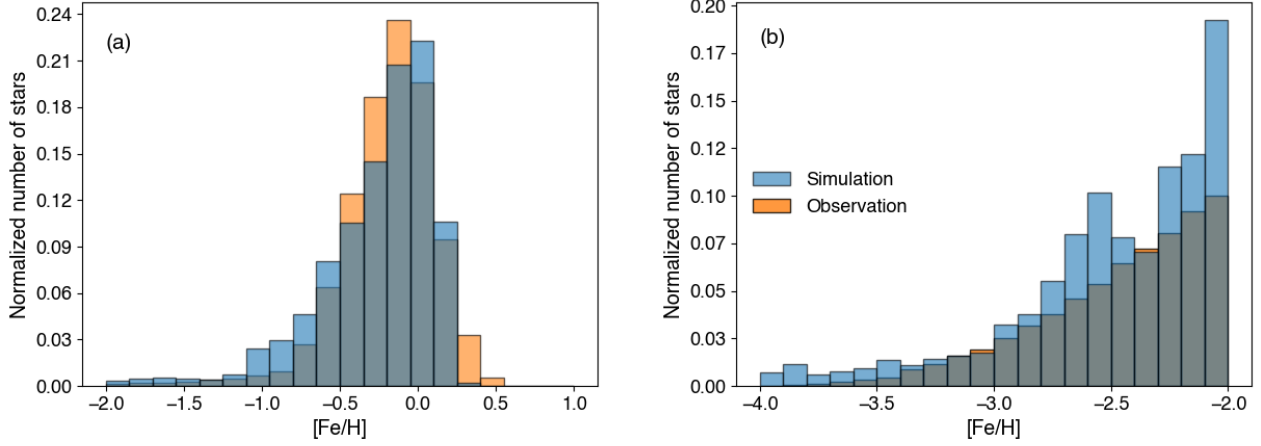 (a)
Normalized number of stars
0.24
0.21
0.18
0.15
0.12
0.09
0.06
0.03
0.00
−2.0 −1.5 −1.0 −0.5 0.0 0.5 1.0
[Fe/H]
(b)
Normalized number of stars
0.20
0.17
0.15
0.12
0.10
0.07
0.05
0.03
0.00
Simulation
Observation
−4.0 −3.5 −3.0 −2.5 −2.0
[Fe/H]